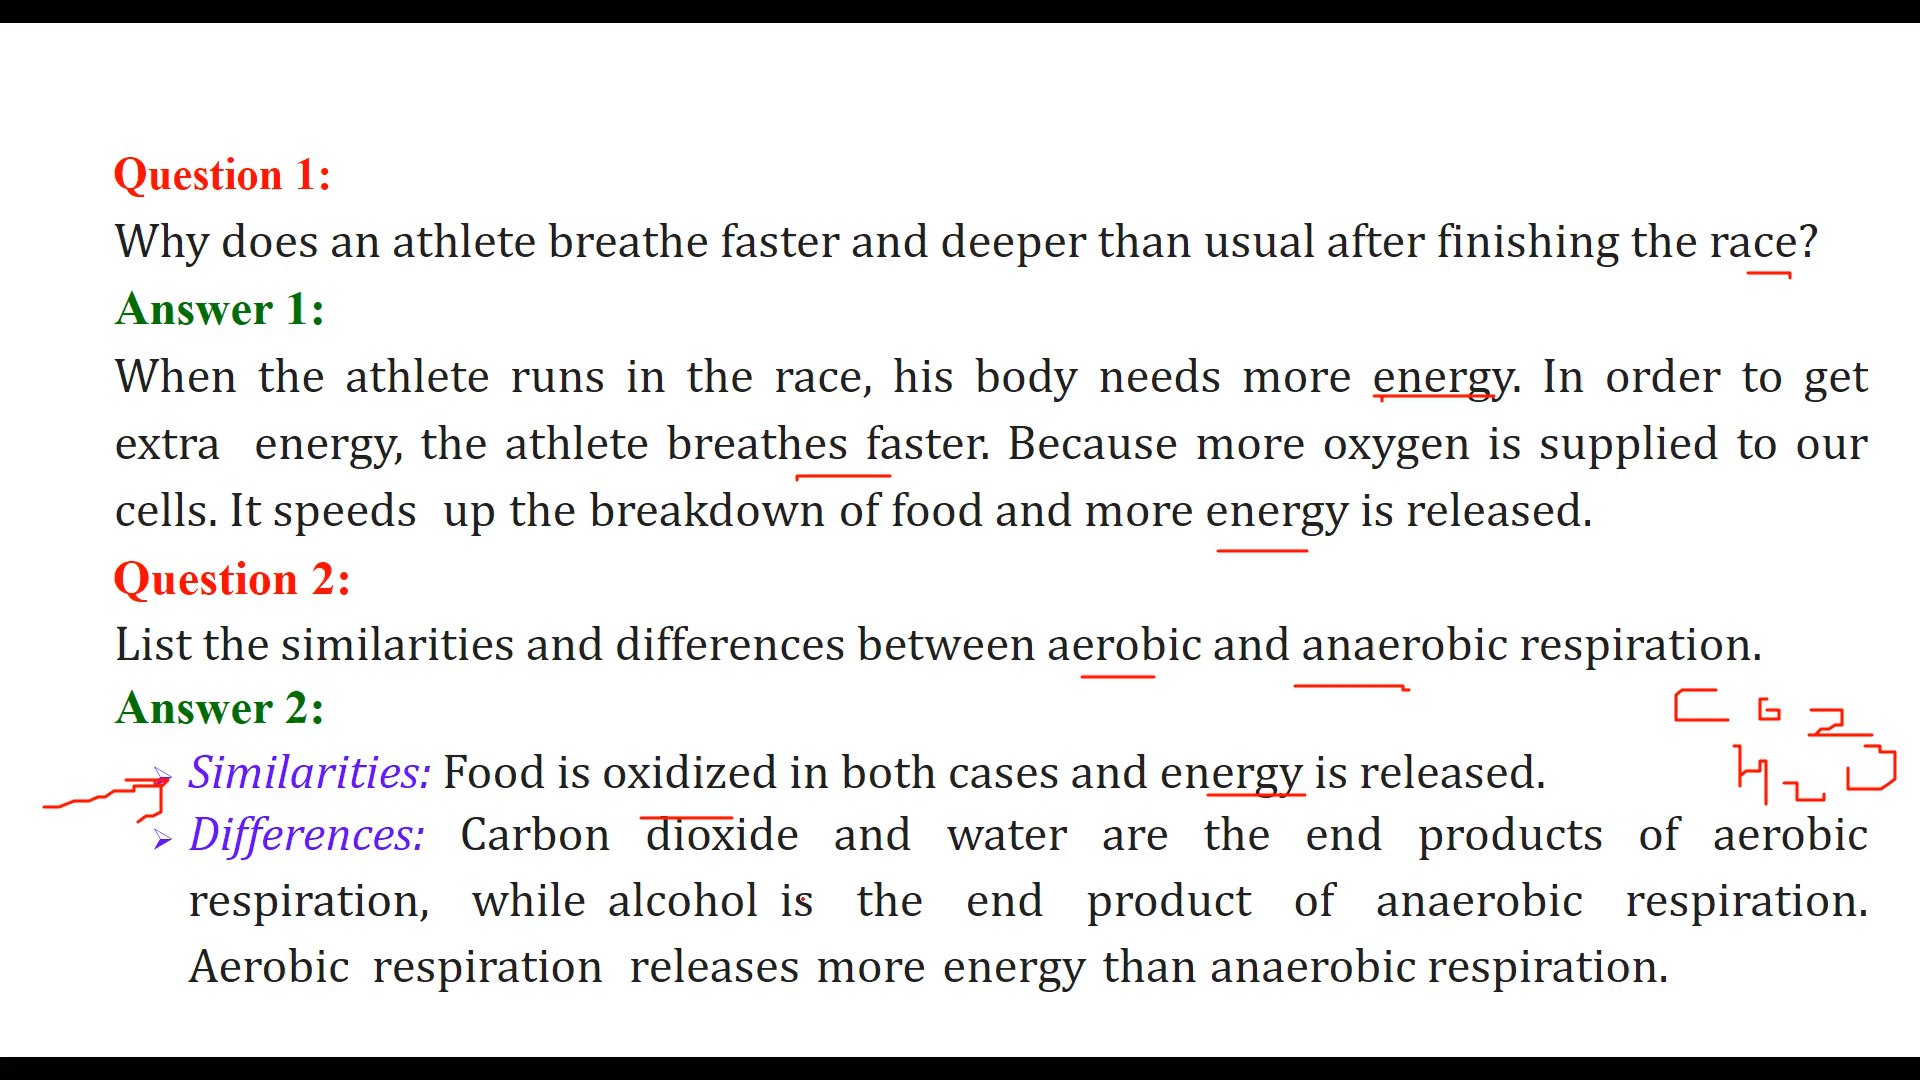 Question 1:
Why does an athlete breathe faster and deeper than usual after finishing the race?
Answer 1:
When the athlete runs in the race, his body needs more energy. In order to get
extra energy, the athlete breathes faster. Because more oxygen is supplied to our
cells. It speeds up the breakdown of food and more energy is released.
Question 2:
List the similarities and differences between aerobic and anaerobic respiration.
Answer 2:
Similarities: Food is oxidized in both cases and energy is released.
Differences: Carbon dioxide and water are the end products of aerobic
respiration, while alcohol is the end product of anaerobic respiration.
Aerobic respiration releases more energy than anaerobic respiration.